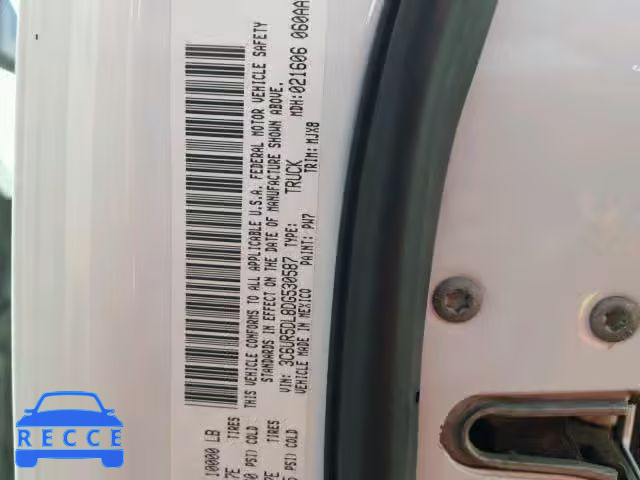 THIS VEHICLE CONFORMS TO ALL APPLICABLE U.S.A. FEDERAL MOTOR VEHICLE SAFETY
STANDARDS IN EFFECT ON THE DATE OF MANUFACTURE SHOWN ABOVE.
VIN: 3C6UR5DL8DG530587 TYPE: TRUCK MDH:021606 060AA
VEHICLE MADE IN MEXICO PAINT: PW7 TRIM: MJX8
10000 LB
TIRES
PSI) COLD
TIRES
PSI) COLD
RECCE